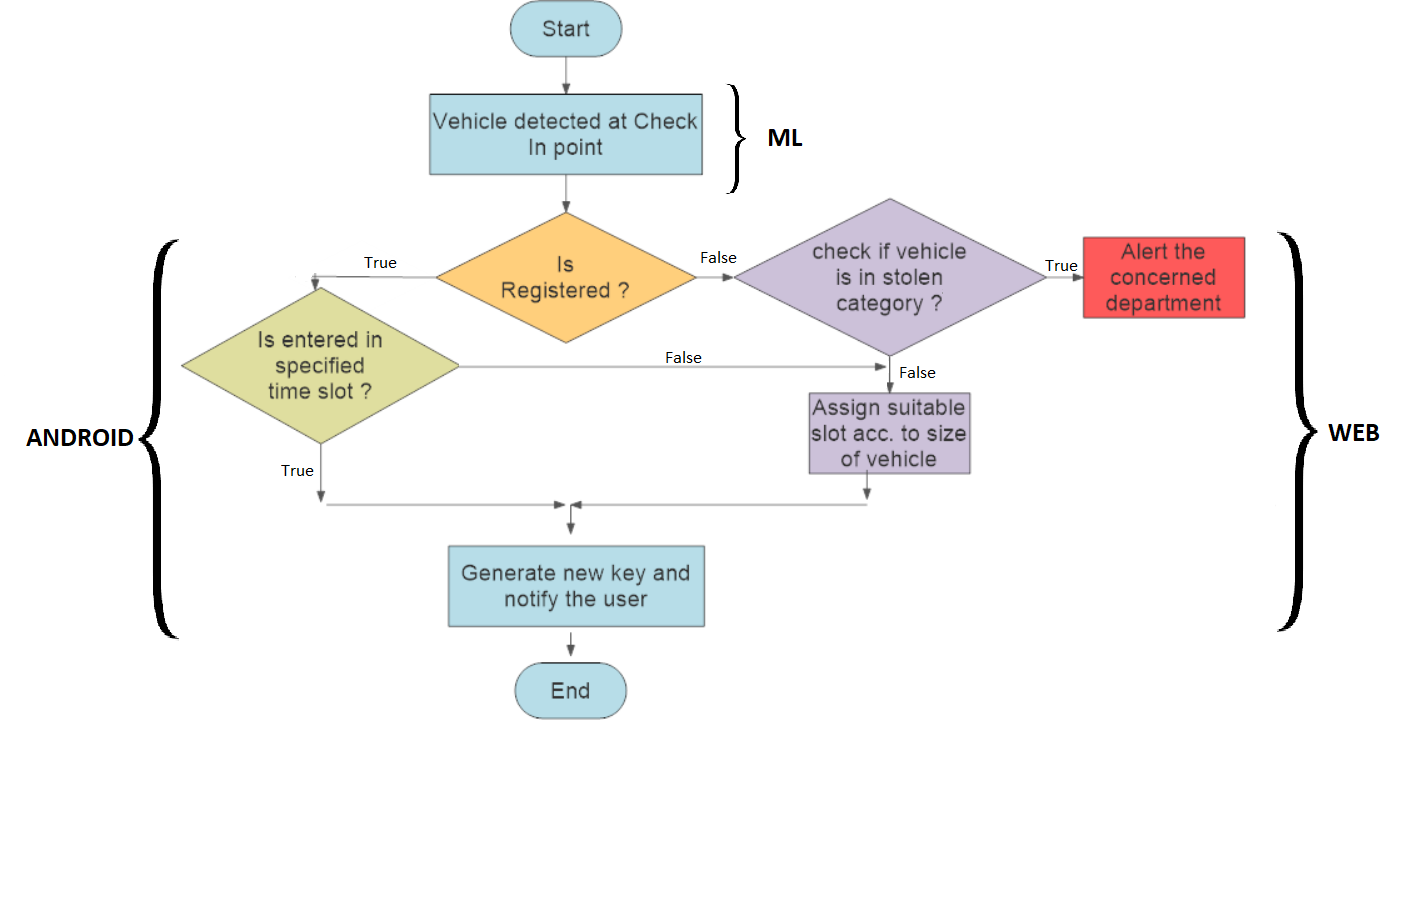 Start
Vehicle detected at Check
In point
ML
Is
Registered ?
True
False
check if vehicle
is in stolen
category ?
True
Alert the
concerned
department
Is entered in
specified
time slot ?
False
False
Assign suitable
slot acc. to size
of vehicle
ANDROID
WEB
True
Generate new key and
notify the user
End